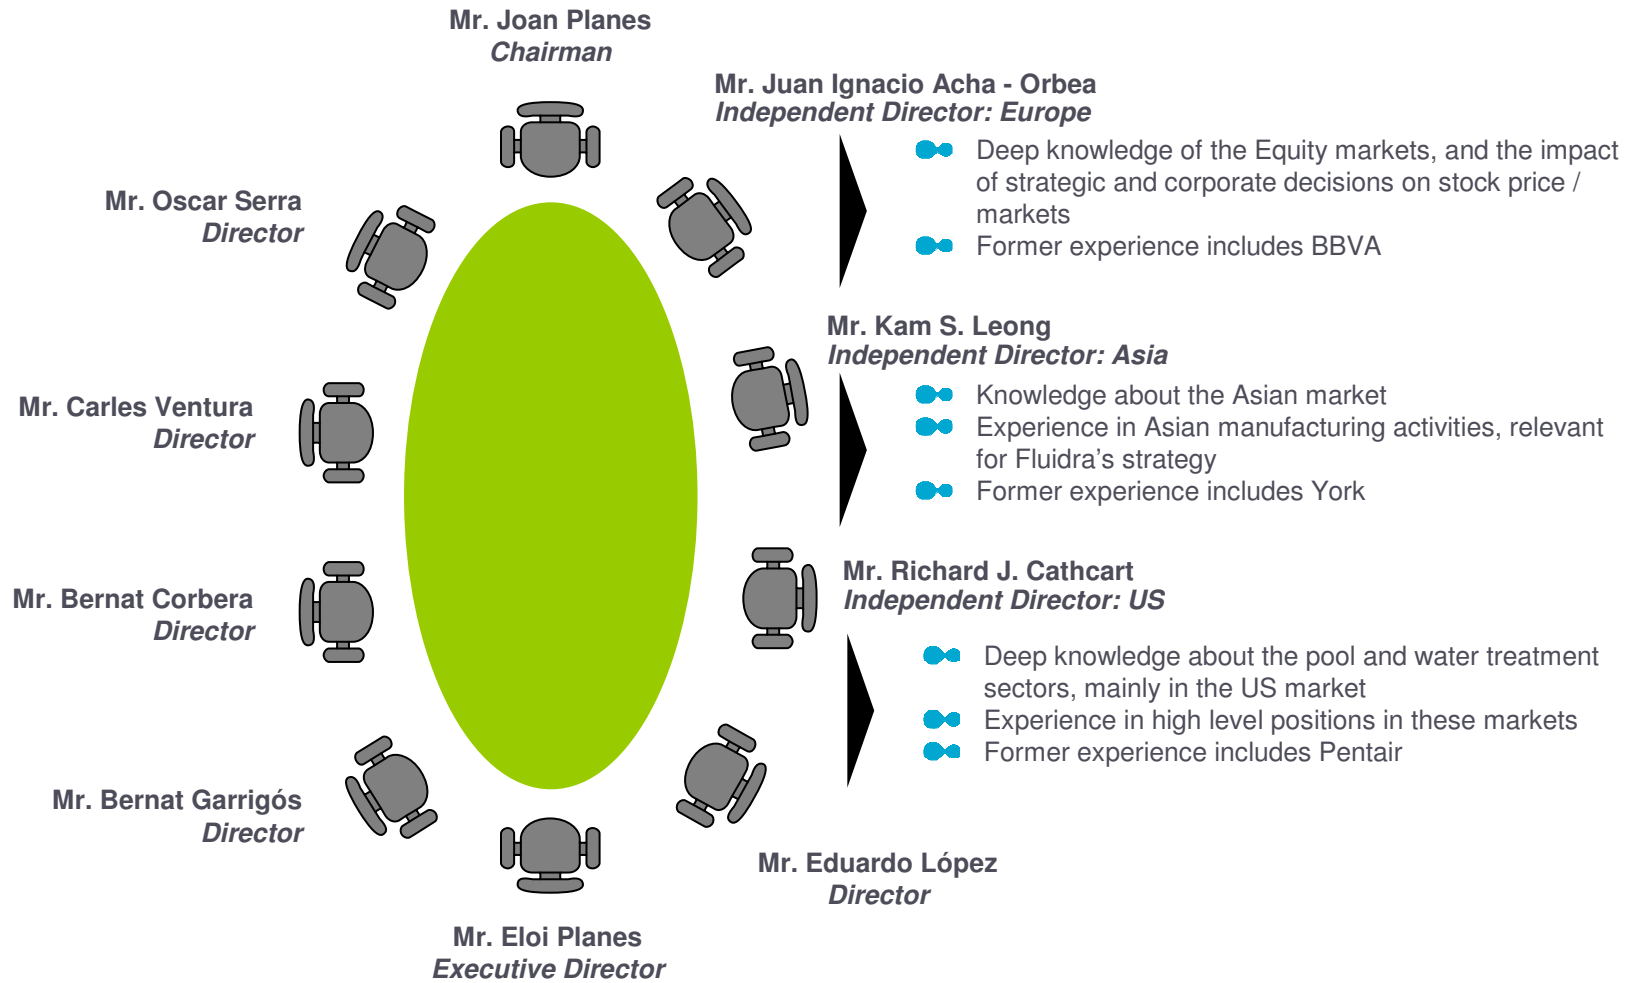 Mr. Joan Planes
Chairman
Mr. Juan Ignacio Acha - Orbea
Independent Director: Europe
Deep knowledge of the Equity markets, and the impact
of strategic and corporate decisions on stock price /
markets
Former experience includes BBVA
Mr. Oscar Serra
Director
Mr. Kam S. Leong
Independent Director: Asia
Knowledge about the Asian market
Experience in Asian manufacturing activities, relevant
for Fluidra’s strategy
Former experience includes York
Mr. Carles Ventura
Director
Mr. Richard J. Cathcart
Independent Director: US
Deep knowledge about the pool and water treatment
sectors, mainly in the US market
Experience in high level positions in these markets
Former experience includes Pentair
Mr. Bernat Corbera
Director
Mr. Bernat Garrigós
Director
Mr. Eduardo López
Director
Mr. Eloi Planes
Executive Director